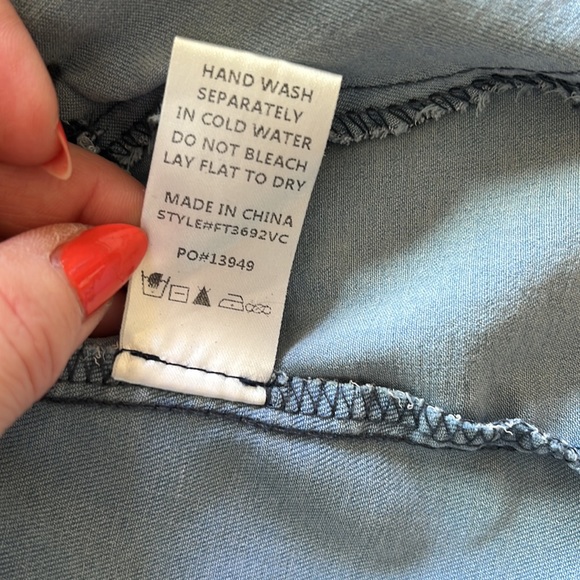 HAND WASH
SEPARATELY
IN COLD WATER
DO NOT BLEACH
LAY FLAT TO DRY
MADE IN CHINA
STYLE#FT3692VC
PO#13949